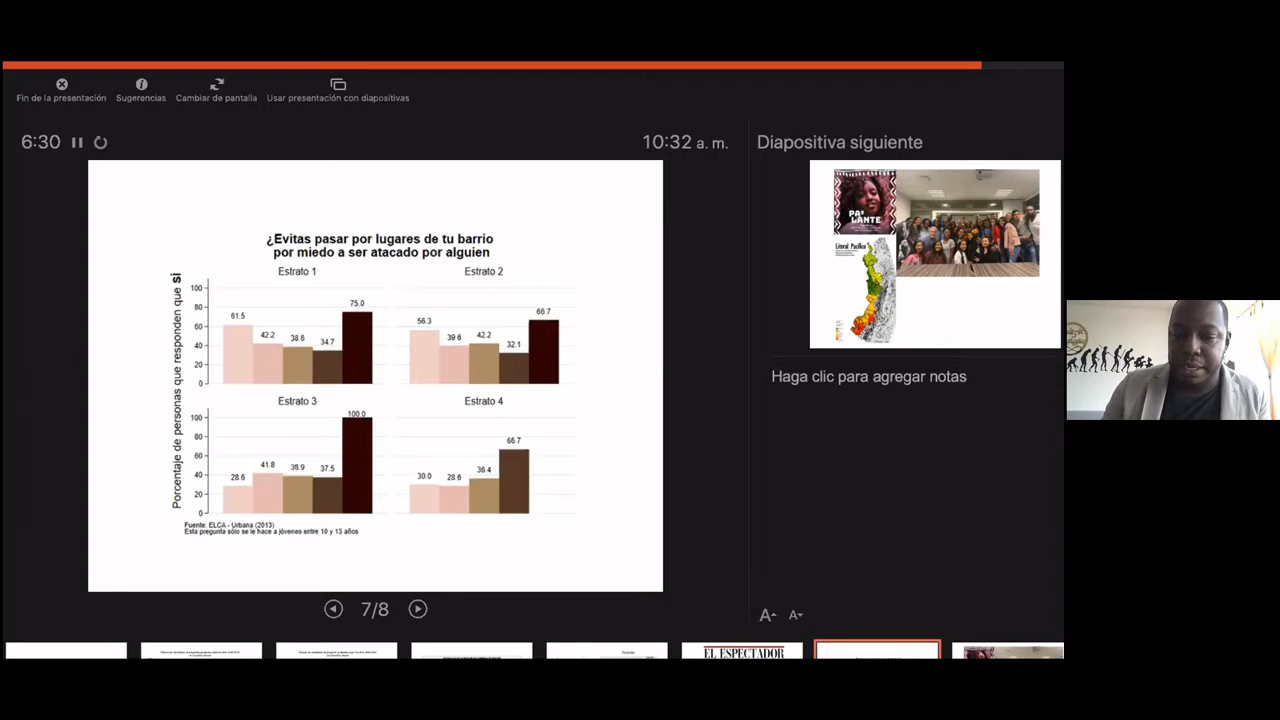 Fin de la presentación
Sugerencias
Cambiar de pantalla
Usar presentación con diapositivas
6:30
10:32 a. m.
Diapositiva siguiente
¿Evitas pasar por lugares de tu barrio
por miedo a ser atacado por alguien
Porcentaje de personas que responden que si
Estrato 1
100
80
60
40
20
0
61.5
42.2
38.6
34.7
75.0
Estrato 2
56.3
39.6
42.2
32.1
66.7
Estrato 3
100
80
60
40
20
0
28.6
41.8
38.9
37.5
100.0
Estrato 4
30.0
28.6
36.4
66.7
Fuente: ELCA - Urbana (2013)
Esta pregunta sólo se le hace a jóvenes entre 10 y 13 años
PA'
LANTE
Litoral Pacífico
Haga clic para agregar notas
A
A
7/8
EL ESPECTADOR